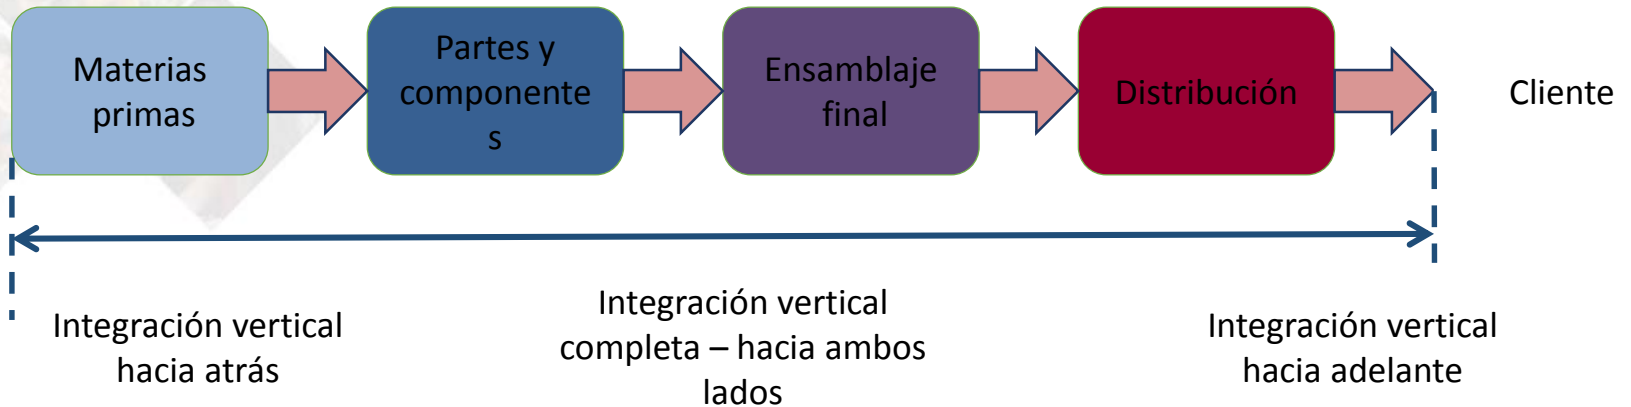 Materias
primas
Partes y
componente
s
Ensamblaje
final
Distribución
Cliente
Integración vertical
hacia atrás
Integración vertical
completa – hacia ambos
lados
Integración vertical
hacia adelante